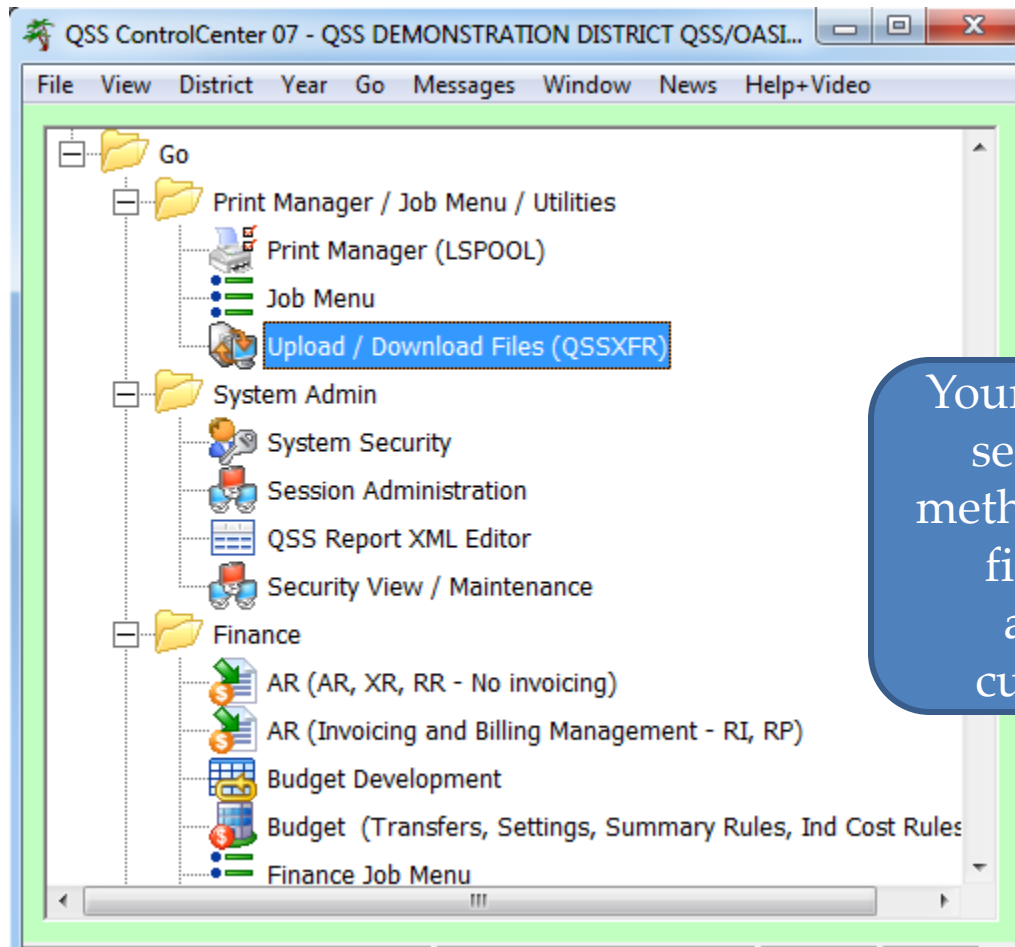 QSS ControlCenter 07 - QSS DEMONSTRATION DISTRICT QSS/OASI...
File View District Year Go Messages Window News Help+Video
Go
Print Manager / Job Menu / Utilities
Print Manager (LSPOOL)
Job Menu
Upload / Download Files (QSSXFR)
System Admin
System Security
Session Administration
QSS Report XML Editor
Security View / Maintenance
Finance
AR (AR, XR, RR - No invoicing)
AR (Invoicing and Billing Management - RI, RP)
Budget Development
Budget (Transfers, Settings, Summary Rules, Ind Cost Rules
Finance Job Menu